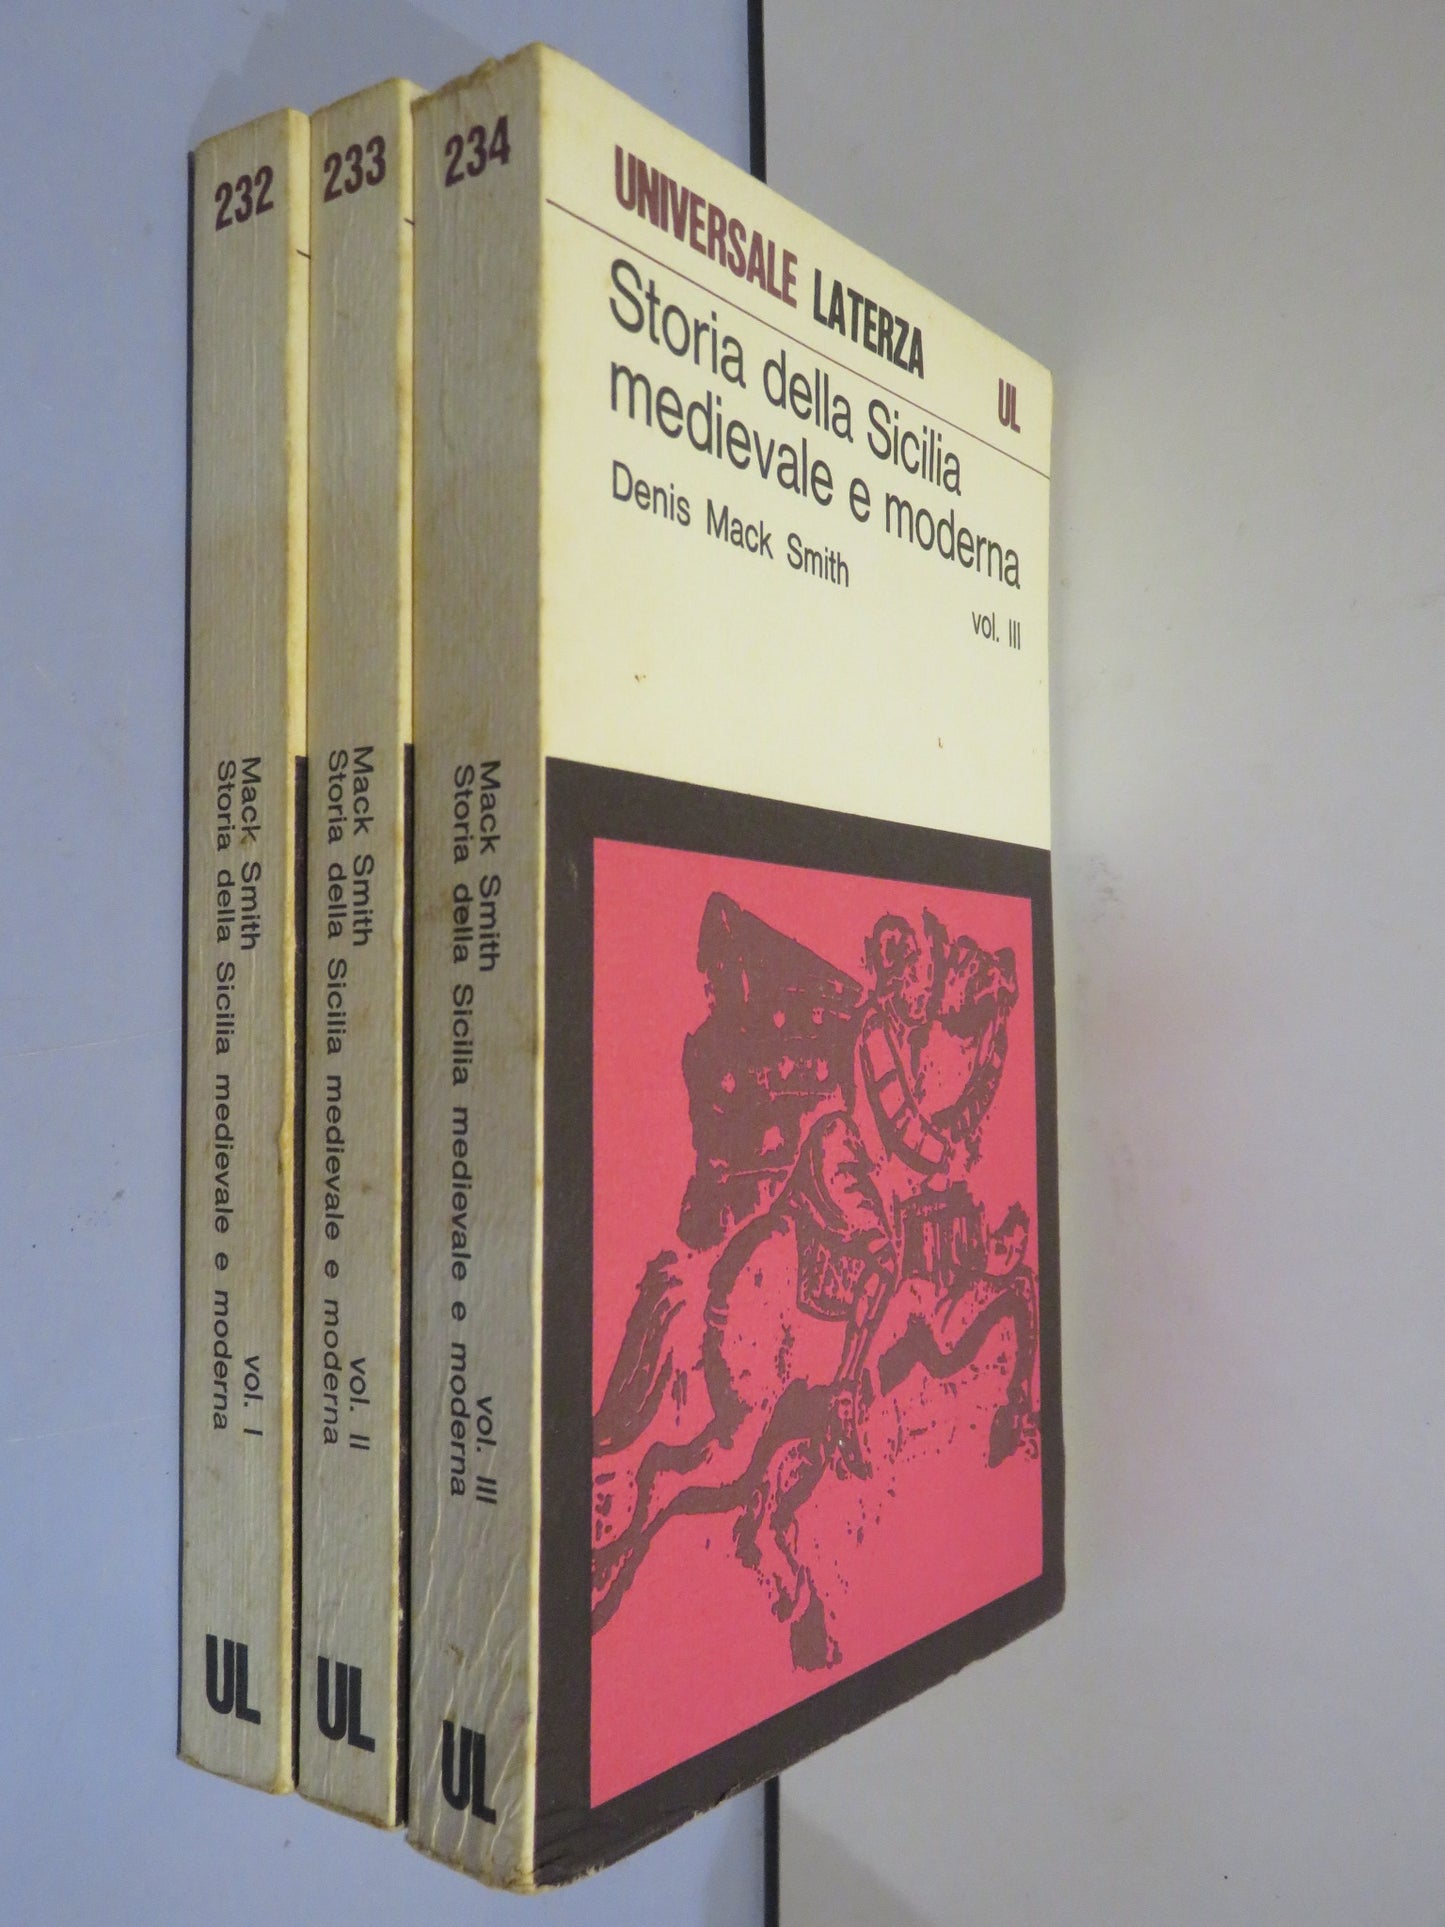 232
Mack Smith
Storia della Sicilia medievale e moderna
vol. I
UL
233
Mack Smith
Storia della Sicilia medievale e moderna
vol. II
UL
234
Mack Smith
Storia della Sicilia medievale e moderna
vol. III
UL
UNIVERSALE LATERZA
UL
Storia della Sicilia
medievale e moderna
Denis Mack Smith
vol. III